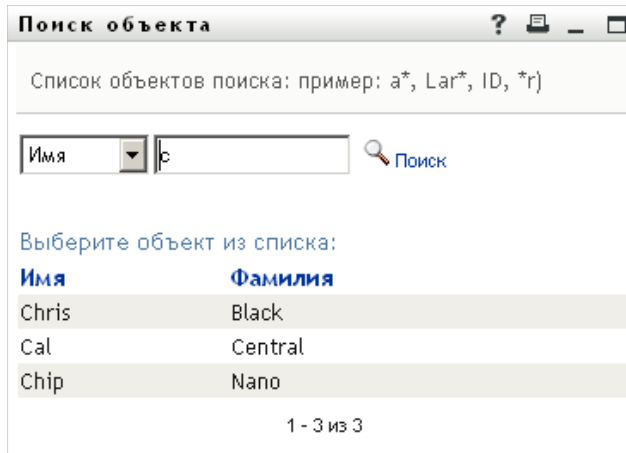 Поиск объекта ?
Список объектов поиска: пример: a*, Lar*, ID, *r)
Имя c Поиск
Выберите объект из списка:
Имя Фамилия
Chris Black
Cal Central
Chip Nano
1 - 3 из 3